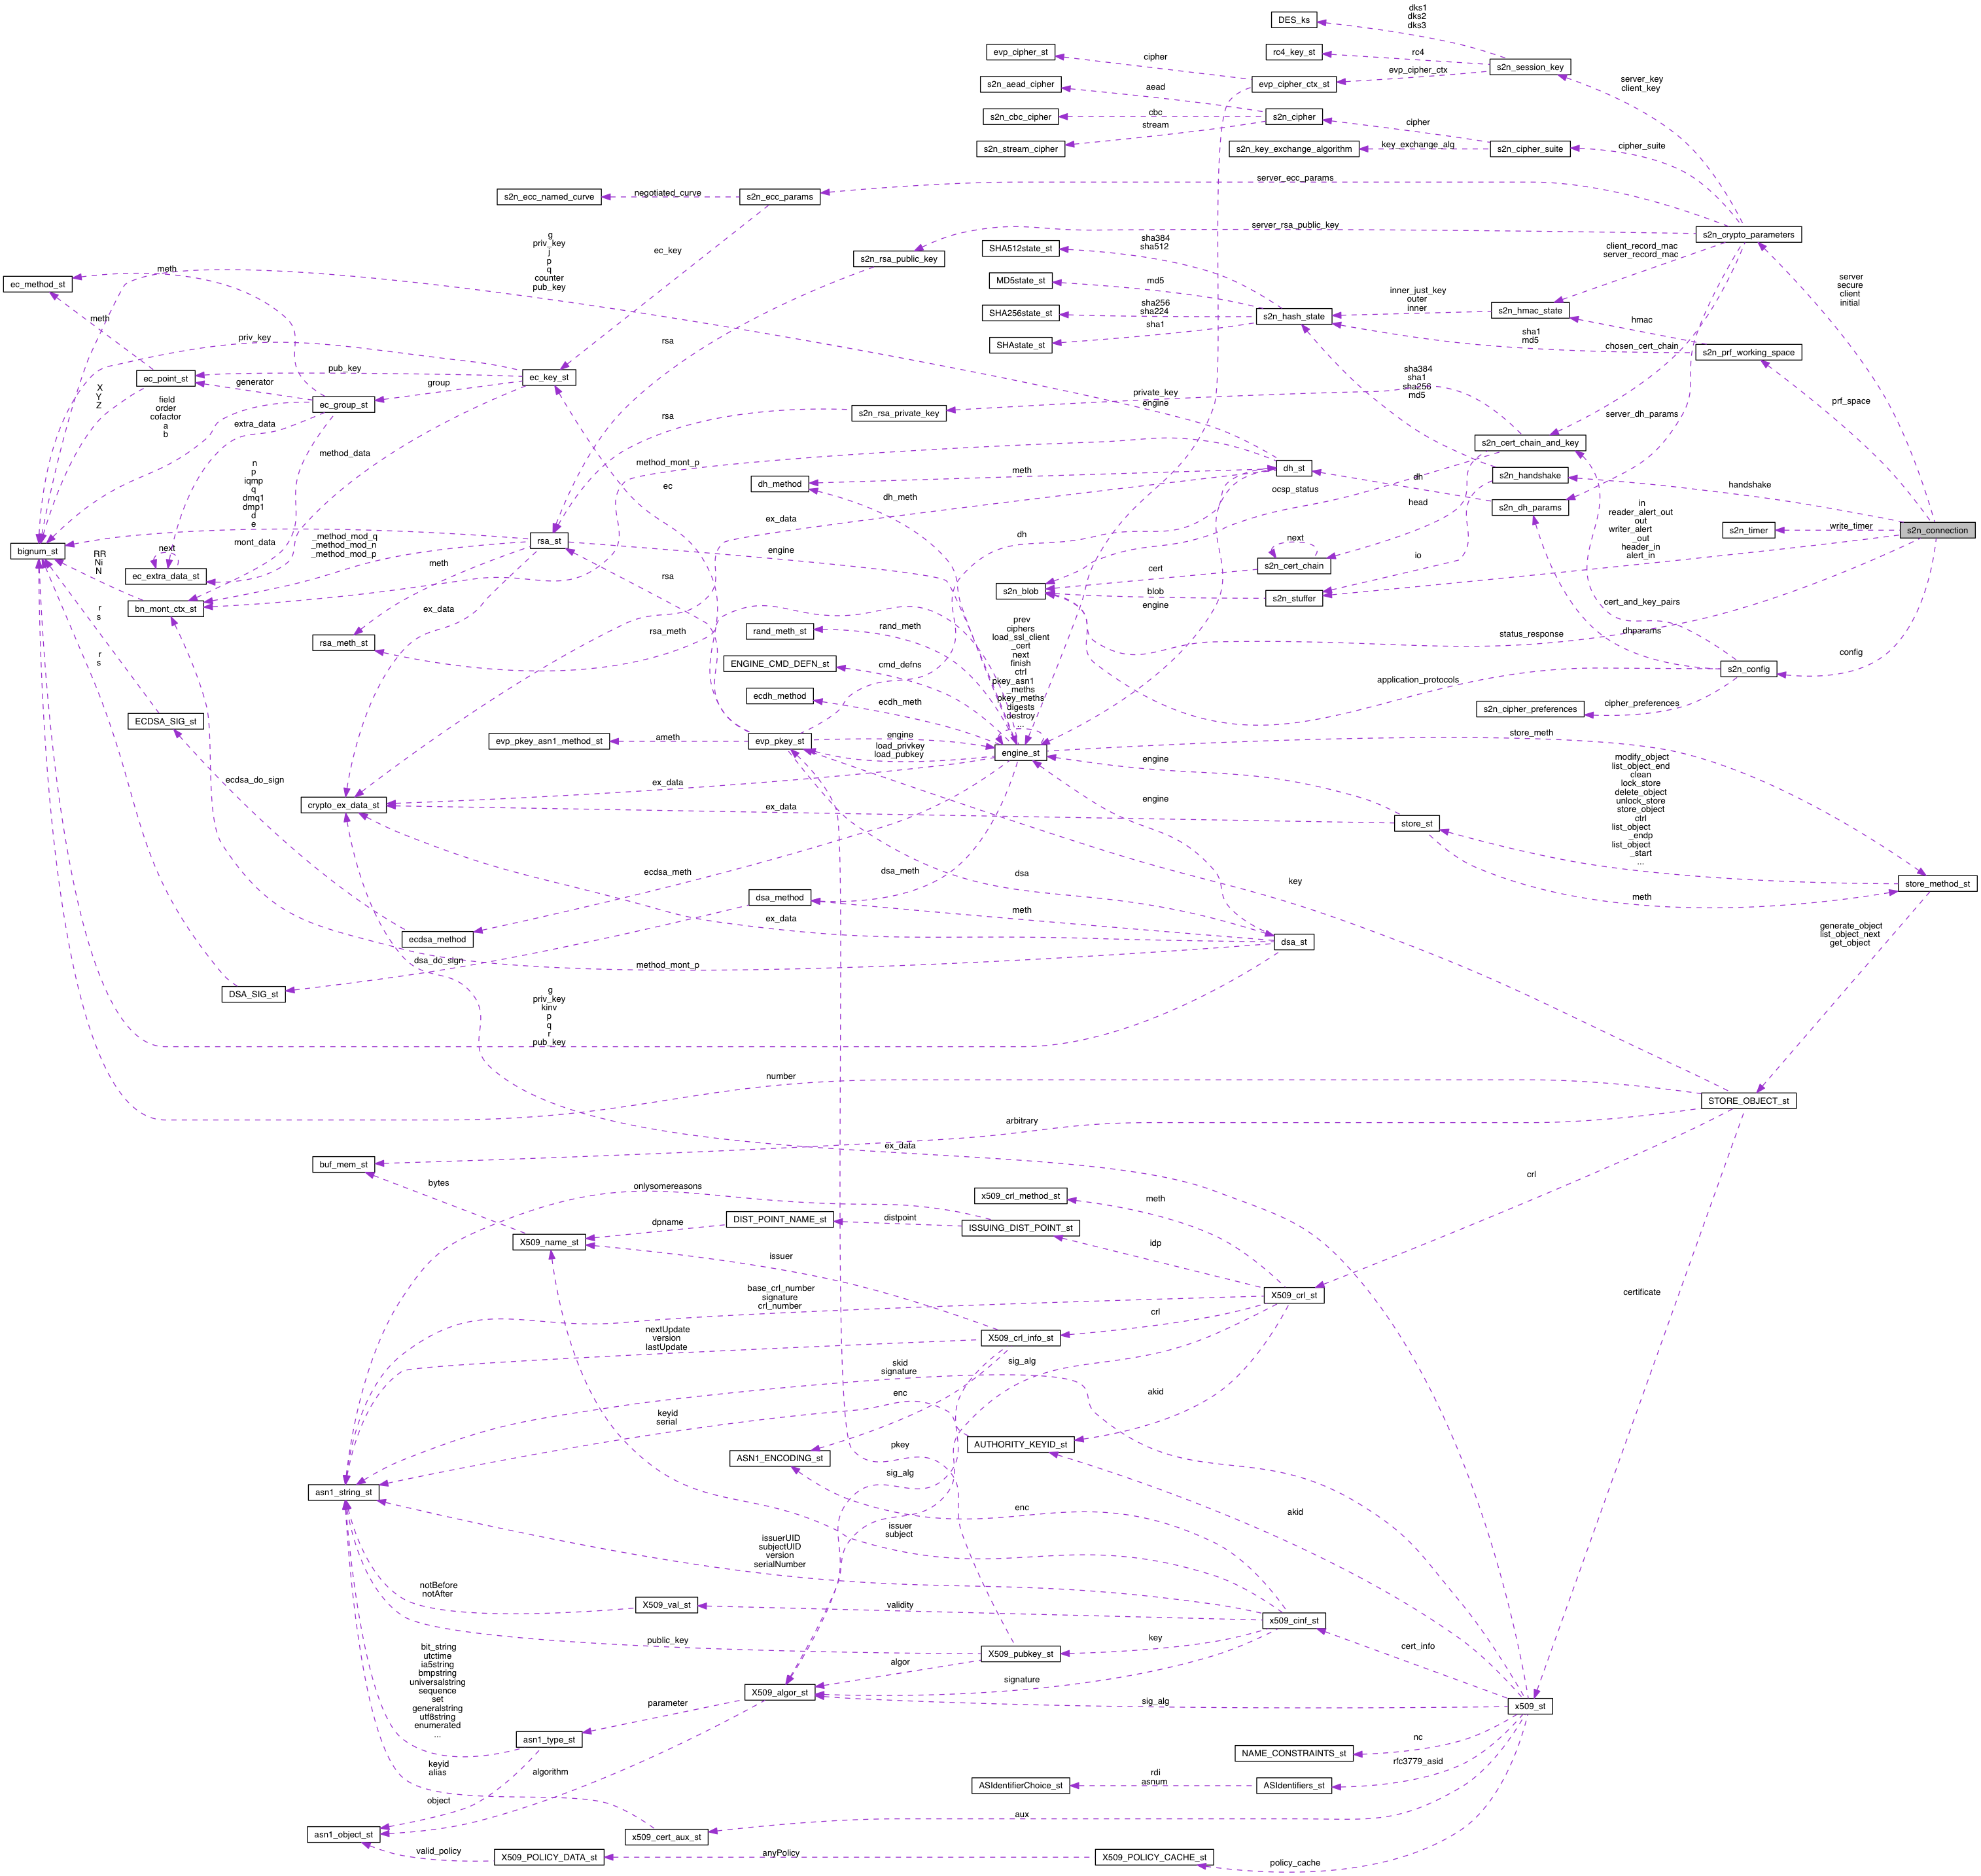 dks1
dks2
dks3
DES_ks
evp_cipher_st
rc4_key_st
rc4
s2n_session_key
cipher
evp_cipher_ctx
s2n_aead_cipher
evp_cipher_ctx_st
server_key
client_key
aead
s2n_cbc_cipher
cbc
s2n_cipher
cipher
stream
s2n_stream_cipher
s2n_key_exchange_algorithm
key_exchange_alg
s2n_cipher_suite
cipher_suite
server_ecc_params
s2n_ecc_named_curve
negotiated_curve
s2n_ecc_params
server_rsa_public_key
s2n_crypto_parameters
g
priv_key
j
p
q
counter
pub_key
ec_key
s2n_rsa_public_key
SHA512state_st
sha384
sha512
client_record_mac
server_record_mac
meth
ec_method_st
MD5state_st
md5
server
secure
client
initial
inner_just_key
outer
inner
s2n_hmac_state
SHA256state_st
sha256
sha224
s2n_hash_state
hmac
meth
sha1
SHAstate_st
sha1
md5
chosen_cert_chain
s2n_prf_working_space
priv_key
rsa
pub_key
ec_point_st
generator
ec_key_st
group
sha384
sha1
sha256
md5
X
Y
Z
field
order
cofactor
a
b
ec_group_st
private_key
engine
prf_space
rsa
s2n_rsa_private_key
server_dh_params
extra_data
s2n_cert_chain_and_key
method_data
n
p
iqmp
q
dmq1
dmp1
d
e
method_mont_p
meth
dh_st
s2n_handshake
dh_method
ec
ocsp_status
dh
handshake
dh_meth
head
s2n_dh_params
in
reader_alert_out
out
writer_alert
_out
header_in
alert_in
ex_data
write_timer
s2n_timer
s2n_connection
dh
rsa_st
mont_data
_method_mod_q
_method_mod_n
_method_mod_p
engine
bignum_st
next
RR
Ni
N
next
io
meth
s2n_cert_chain
cert
ec_extra_data_st
rsa
s2n_blob
blob
s2n_stuffer
r
s
bn_mont_ctx_st
ex_data
engine
cert_and_key_pairs
rsa_meth_st
rsa_meth
rand_meth_st
rand_meth
prev
ciphers
load_ssl_client
_cert
next
finish
ctrl
pkey_asn1
_meths
pkey_meths
digests
destroy
...
status_response
dhparams
config
r
s
ENGINE_CMD_DEFN_st
cmd_defns
application_protocols
s2n_config
ecdh_method
ecdh_meth
s2n_cipher_preferences
cipher_preferences
ECDSA_SIG_st
evp_pkey_asn1_method_st
ameth
evp_pkey_st
engine
load_privkey
load_pubkey
engine_st
store_meth
engine
modify_object
list_object_end
clean
lock_store
delete_object
unlock_store
store_object
ctrl
list_object
_endp
list_object
_start
...
ecdsa_do_sign
ex_data
crypto_ex_data_st
ex_data
engine
store_st
ecdsa_meth
dsa_meth
dsa
key
store_method_st
meth
dsa_method
meth
ex_data
generate_object
list_object_next
get_object
ecdsa_method
dsa_st
dsa_do_sign
method_mont_p
DSA_SIG_st
g
priv_key
kinv
p
q
r
pub_key
number
STORE_OBJECT_st
arbitrary
ex_data
buf_mem_st
bytes
onlysomereasons
x509_crl_method_st
meth
crl
DIST_POINT_NAME_st
distpoint
ISSUING_DIST_POINT_st
dpname
X509_name_st
issuer
idp
base_crl_number
signature
crl_number
X509_crl_st
certificate
crl
nextUpdate
version
lastUpdate
X509_crl_info_st
skid
signature
sig_alg
enc
akid
keyid
serial
AUTHORITY_KEYID_st
pkey
ASN1_ENCODING_st
sig_alg
asn1_string_st
enc
akid
issuer
subject
issuerUID
subjectUID
version
serialNumber
notBefore
notAfter
X509_val_st
validity
x509_cinf_st
public_key
key
cert_info
bit_string
utctime
ia5string
bmpstring
universalstring
sequence
set
generalstring
utf8string
enumerated
...
X509_pubkey_st
algor
signature
X509_algor_st
parameter
sig_alg
x509_st
asn1_type_st
nc
NAME_CONSTRAINTS_st
keyid
alias
algorithm
rfc3779_asid
ASIdentifierChoice_st
rdi
asnum
ASIdentifiers_st
object
aux
asn1_object_st
x509_cert_aux_st
valid_policy
X509_POLICY_DATA_st
anyPolicy
X509_POLICY_CACHE_st
policy_cache